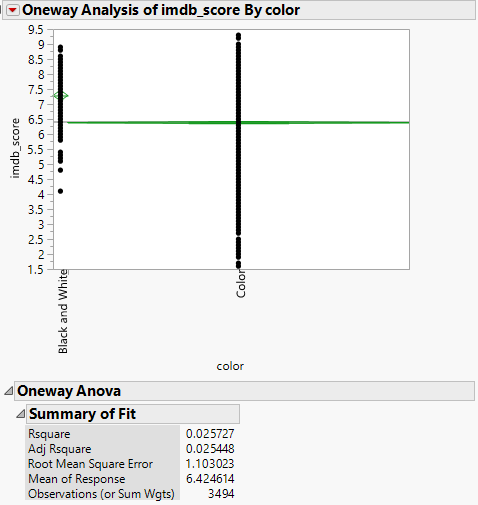 Oneway Analysis of imdb_score By color
9.5
9
8.5
8
7.5
7
6.5
6
5.5
5
4.5
4
3.5
3
2.5
2
1.5
imdb_score
Black and White
Color
color
Oneway Anova
Summary of Fit
Rsquare 0.025727
Adj Rsquare 0.025448
Root Mean Square Error 1.103023
Mean of Response 6.424614
Observations (or Sum Wgts) 3494